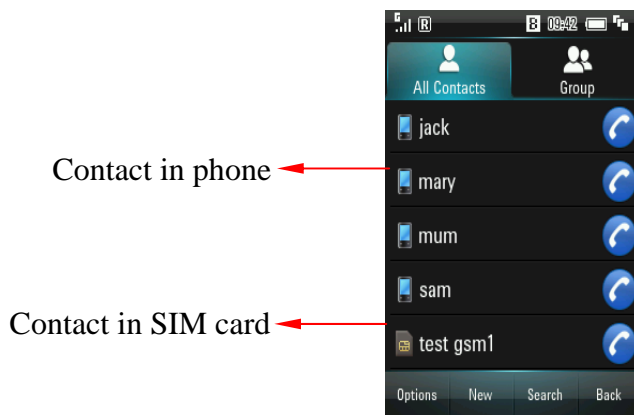 R 8 09:42
All Contacts Group
jack
Contact in phone
mary
mum
sam
Contact in SIM card
test gsm1
Options New Search Back